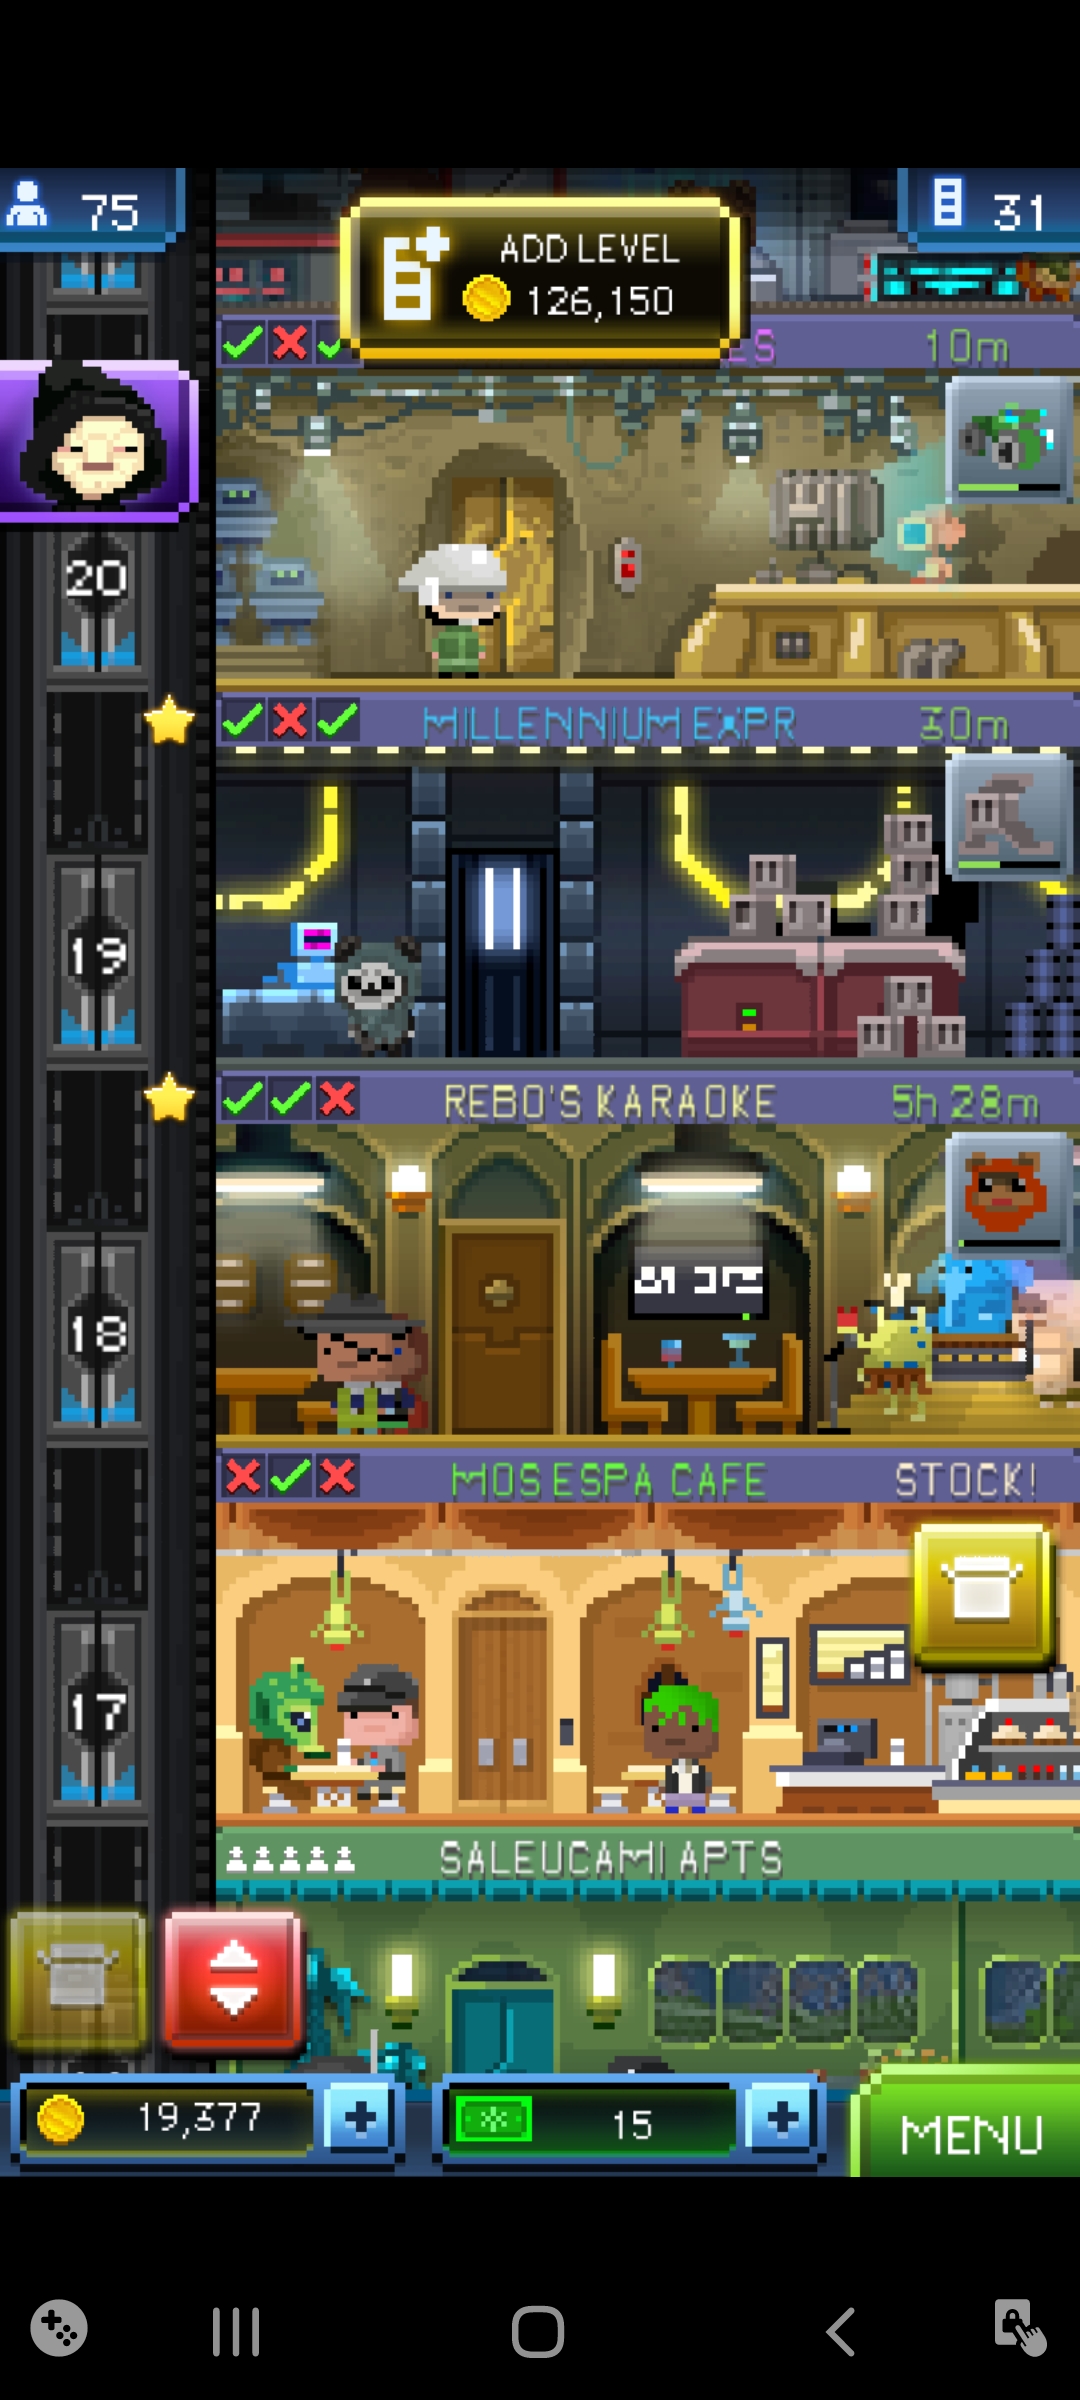 75
ADD LEVEL
126,150
31
ES
10m
20
MILLENNIUM EXPR
30m
19
REBO'S KARAOKE
5h 28m
18
MOS ESPA CAFE
STOCK!
17
SALEUCAMI APTS
19,377
15
MENU